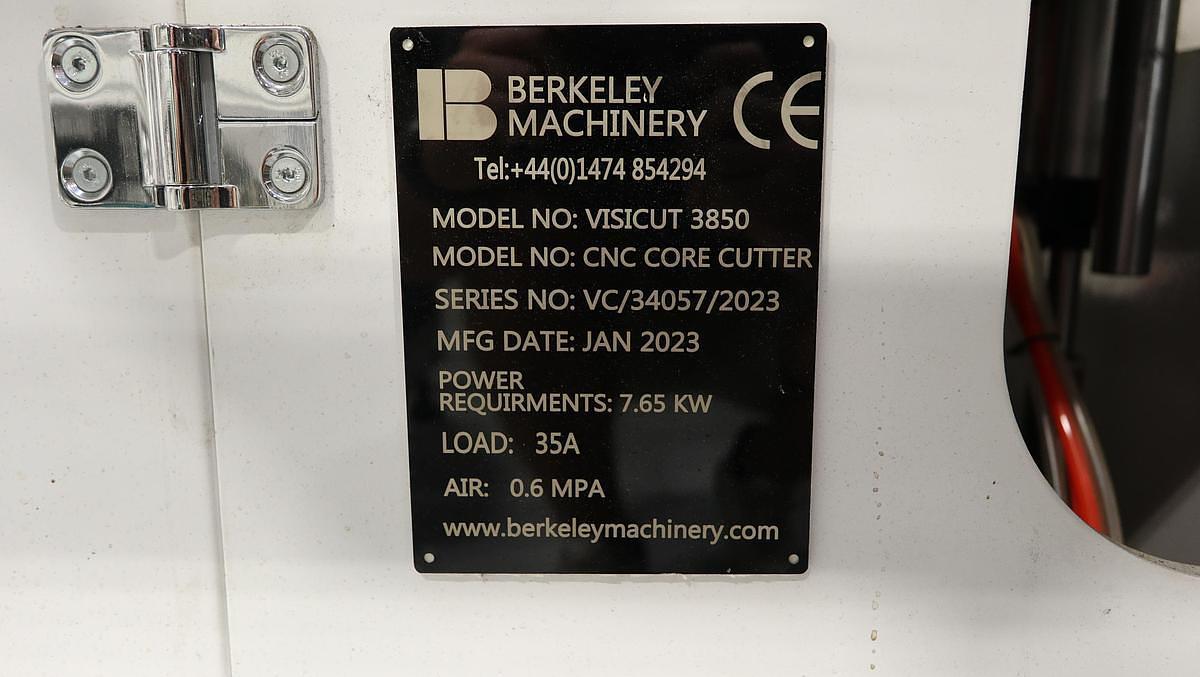 BERKELEY
MACHINERY
CE
Tel:+44(0)1474 854294
MODEL NO: VISICUT 3850
MODEL NO: CNC CORE CUTTER
SERIES NO: VC/34057/2023
MFG DATE: JAN 2023
POWER
REQUIRMENTS: 7.65 KW
LOAD: 35A
AIR: 0.6 MPA
www.berkeleymachinery.com